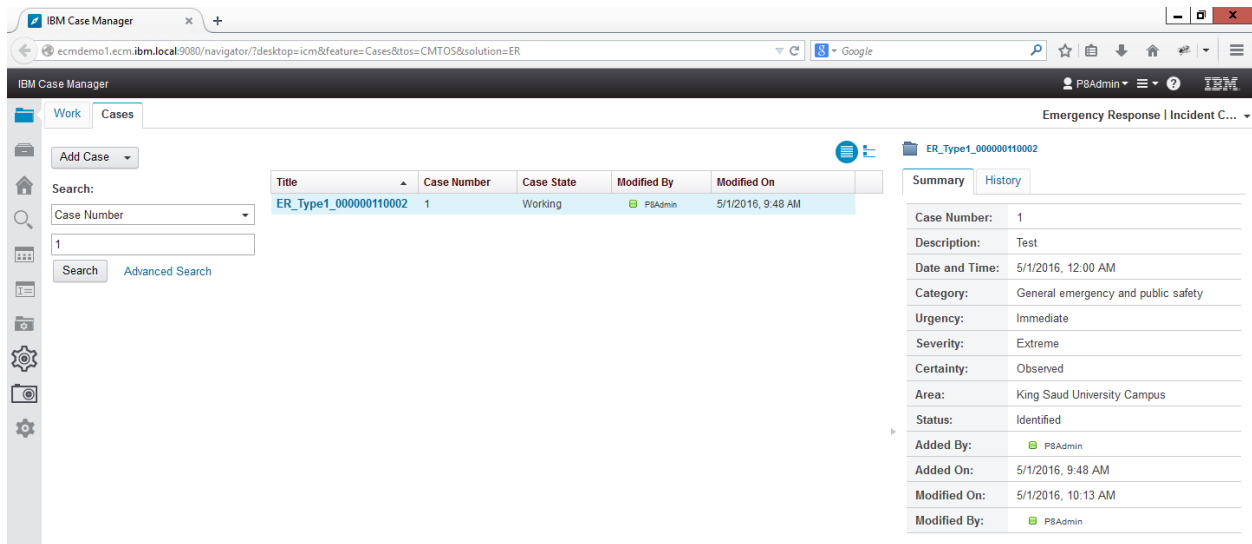 IBM Case Manager
ecmdemo1.ecm.ibm.local:9080/navigator/?desktop=icm&feature=Cases&tos=CMTOS&solution=ER
Google
IBM Case Manager
P8Admin
IBM
Work Cases
Emergency Response | Incident C...
Add Case
Search:
Case Number
1
Search Advanced Search
Title Case Number Case State Modified By Modified On
ER_Type1_000000110002 1 Working P8Admin 5/1/2016, 9:48 AM
ER_Type1_000000110002
Summary History
Case Number: 1
Description: Test
Date and Time: 5/1/2016, 12:00 AM
Category: General emergency and public safety
Urgency: Immediate
Severity: Extreme
Certainty: Observed
Area: King Saud University Campus
Status: Identified
Added By: P8Admin
Added On: 5/1/2016, 9:48 AM
Modified On: 5/1/2016, 10:13 AM
Modified By: P8Admin